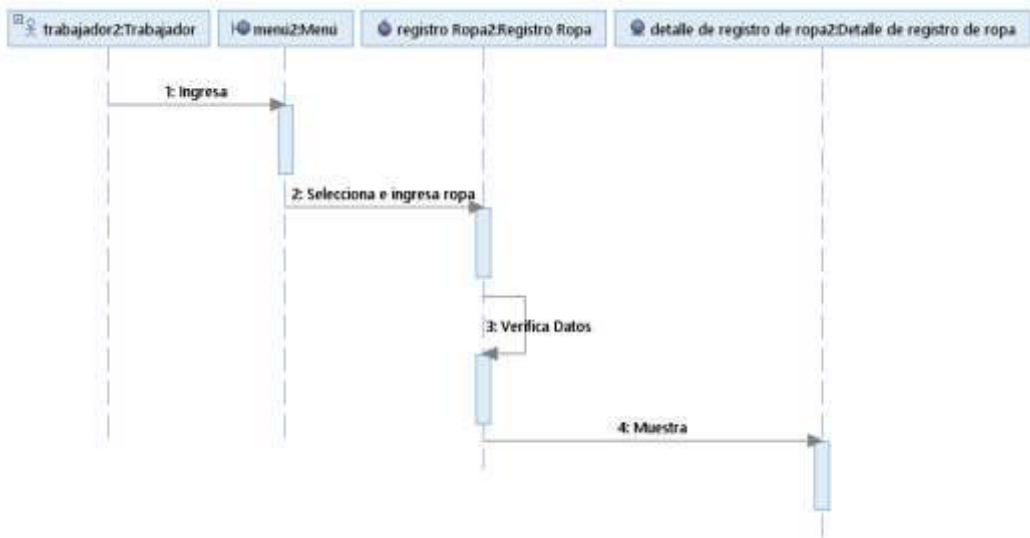 trabajador2:Trabajador
menú2:Menú
registro Ropa2:Registro Ropa
detalle de registro de ropa2:Detalle de registro de ropa
1: Ingresa
2: Selecciona e ingresa ropa
3: Verifica Datos
4: Muestra